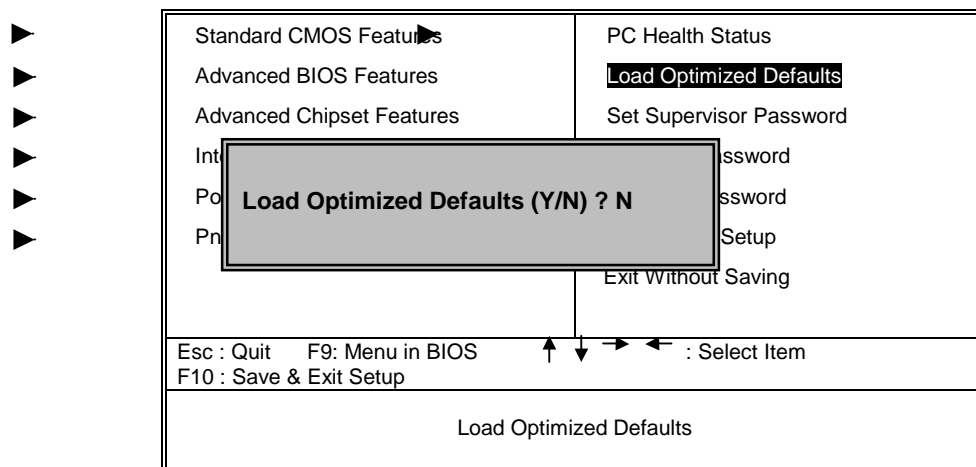 Standard CMOS Features
Advanced BIOS Features
Advanced Chipset Features
Int
Po
Pn
PC Health Status
Load Optimized Defaults
Set Supervisor Password
ssword
ssword
Setup
Exit Without Saving
Load Optimized Defaults (Y/N) ? N
Esc : Quit F9: Menu in BIOS : Select Item
F10 : Save & Exit Setup
Load Optimized Defaults